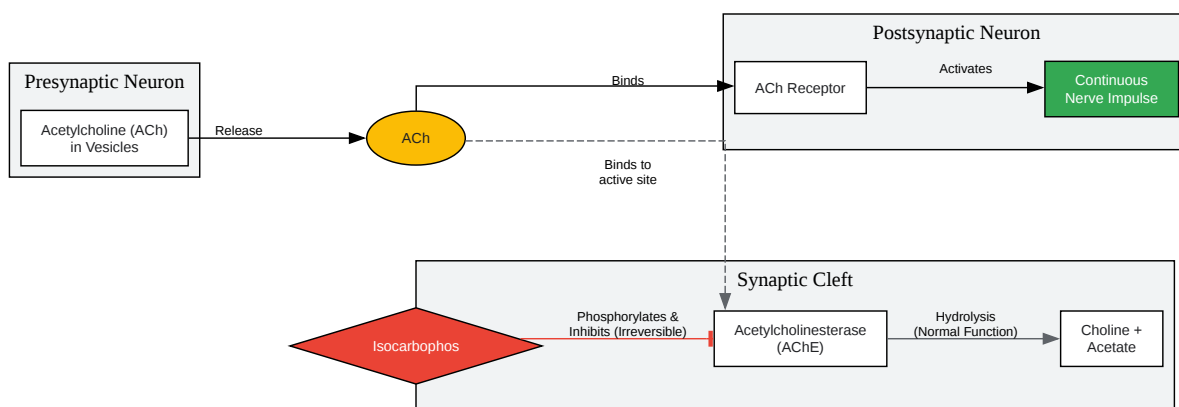 Postsynaptic Neuron
Presynaptic Neuron
Binds
ACh Receptor
Activates
Continuous
Nerve Impulse
Acetylcholine (ACh)
in Vesicles
Release
ACh
Binds to
active site
Synaptic Cleft
Isocarbophos
Phosphorylates &
Inhibits (Irreversible)
Acetylcholinesterase
(AChE)
Hydrolysis
(Normal Function)
Choline +
Acetate